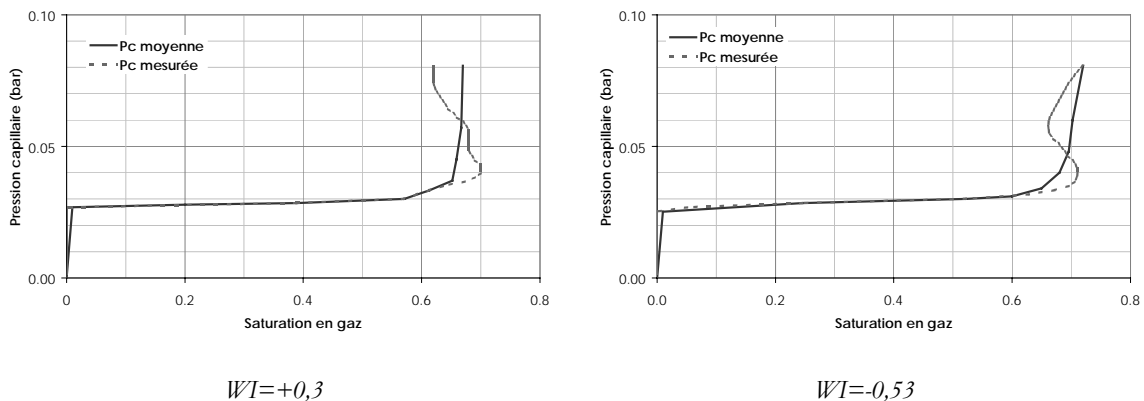 0.10
Pc moyenne
Pc mesurée
0.05
0.00
Pression capillaire (bar)
0
0.2
0.4
0.6
0.8
Saturation en gaz
WI=+0,3
0.10
Pc moyenne
Pc mesurée
0.05
0.00
Pression capillaire (bar)
0.0
0.2
0.4
0.6
0.8
Saturation en gaz
WI=-0,53